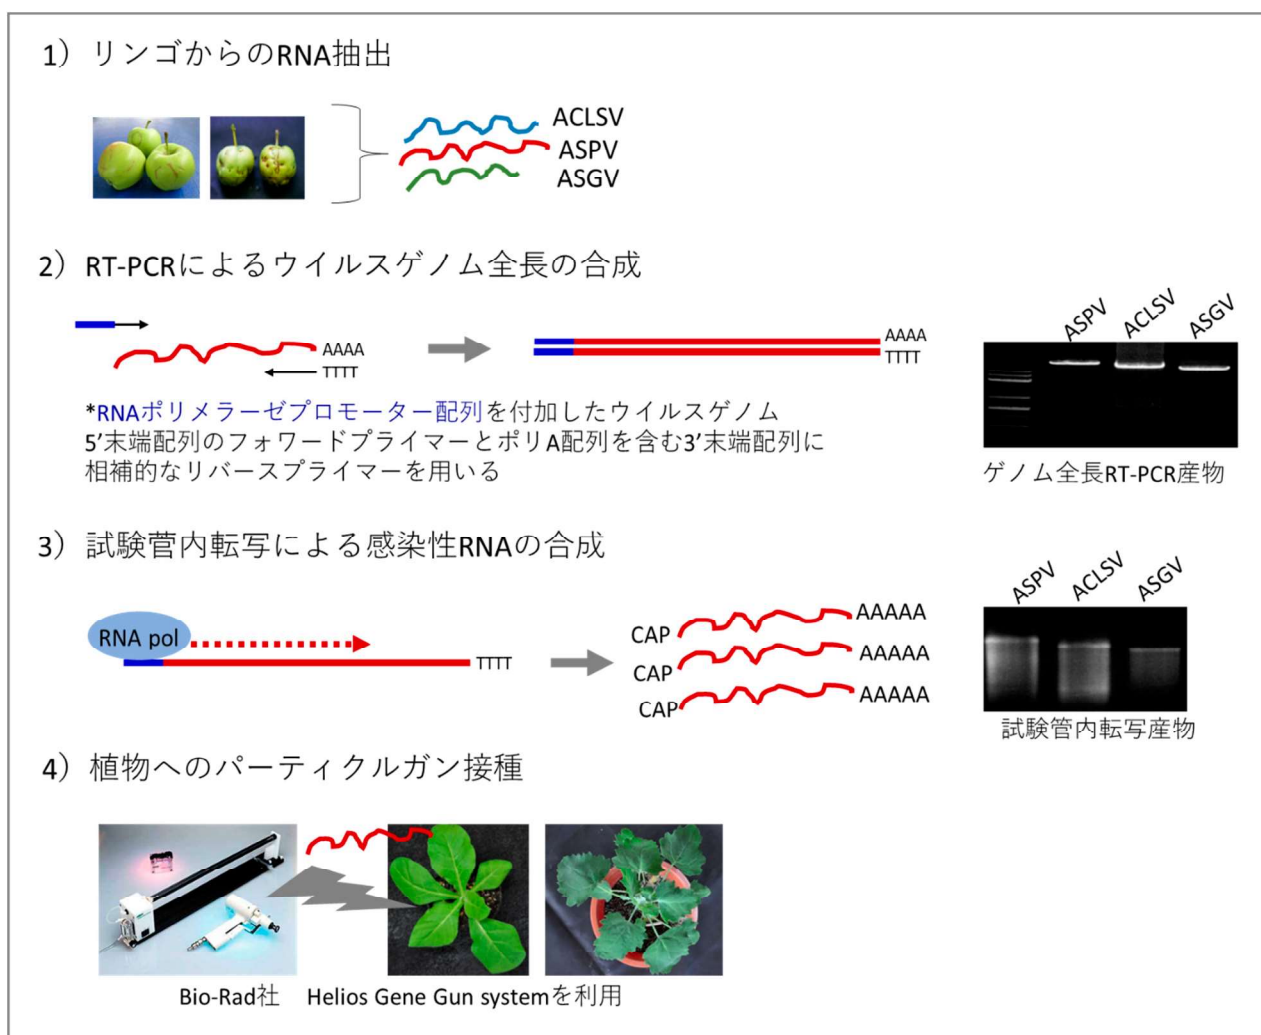 1）リンゴからのRNA抽出
ACLSV
ASPV
ASGV
2）RT-PCRによるウイルスゲノム全長の合成
AAAA
TTTT
AAAA
TTTT
*RNAポリメラーゼプロモーター配列を付加したウイルスゲノム
5′末端配列のフォワードプライマーとポリA配列を含む3′末端配列に
相補的なリバースプライマーを用いる
ASPV
ACLSV
ASGV
ゲノム全長RT-PCR産物
3）試験管内転写による感染性RNAの合成
RNA pol
TTTT
CAP
AAAAA
CAP
AAAAA
CAP
AAAAA
ASPV
ACLSV
ASGV
試験管内転写産物
4）植物へのパーティクルガン接種
Bio-Rad社 Helios Gene Gun systemを利用